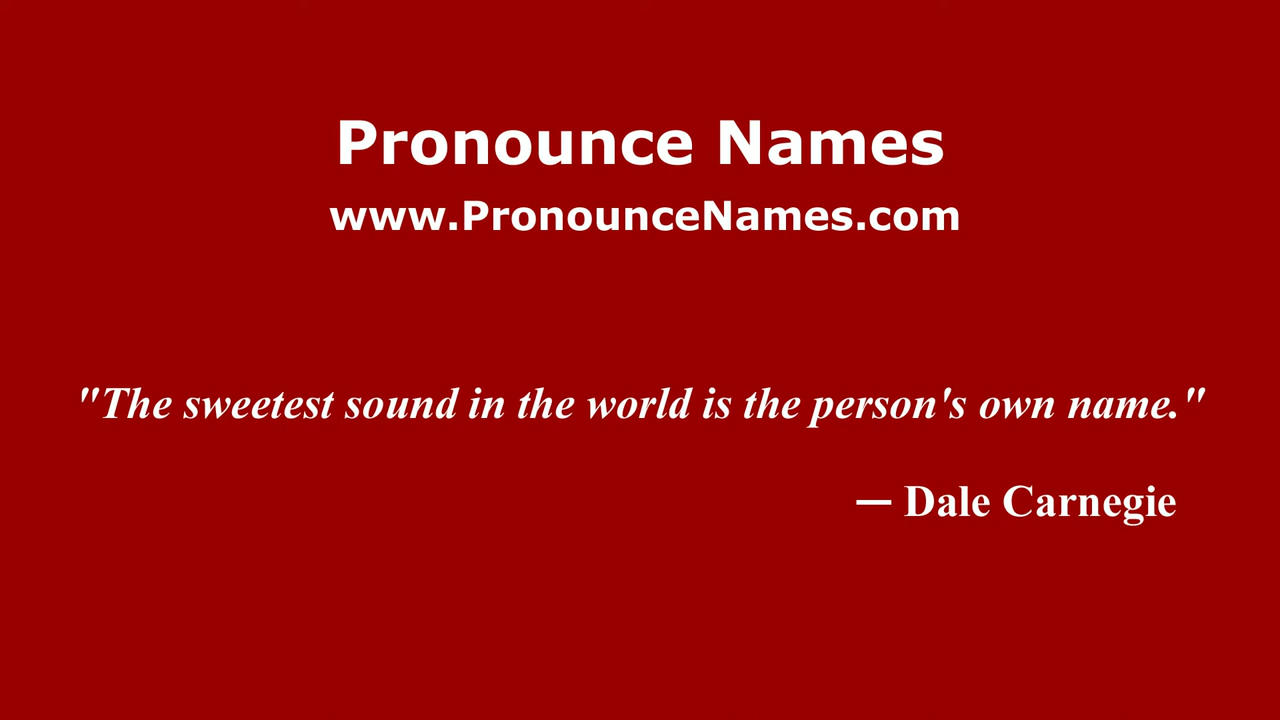 Pronounce Names
www.PronounceNames.com
"The sweetest sound in the world is the person's own name."
— Dale Carnegie